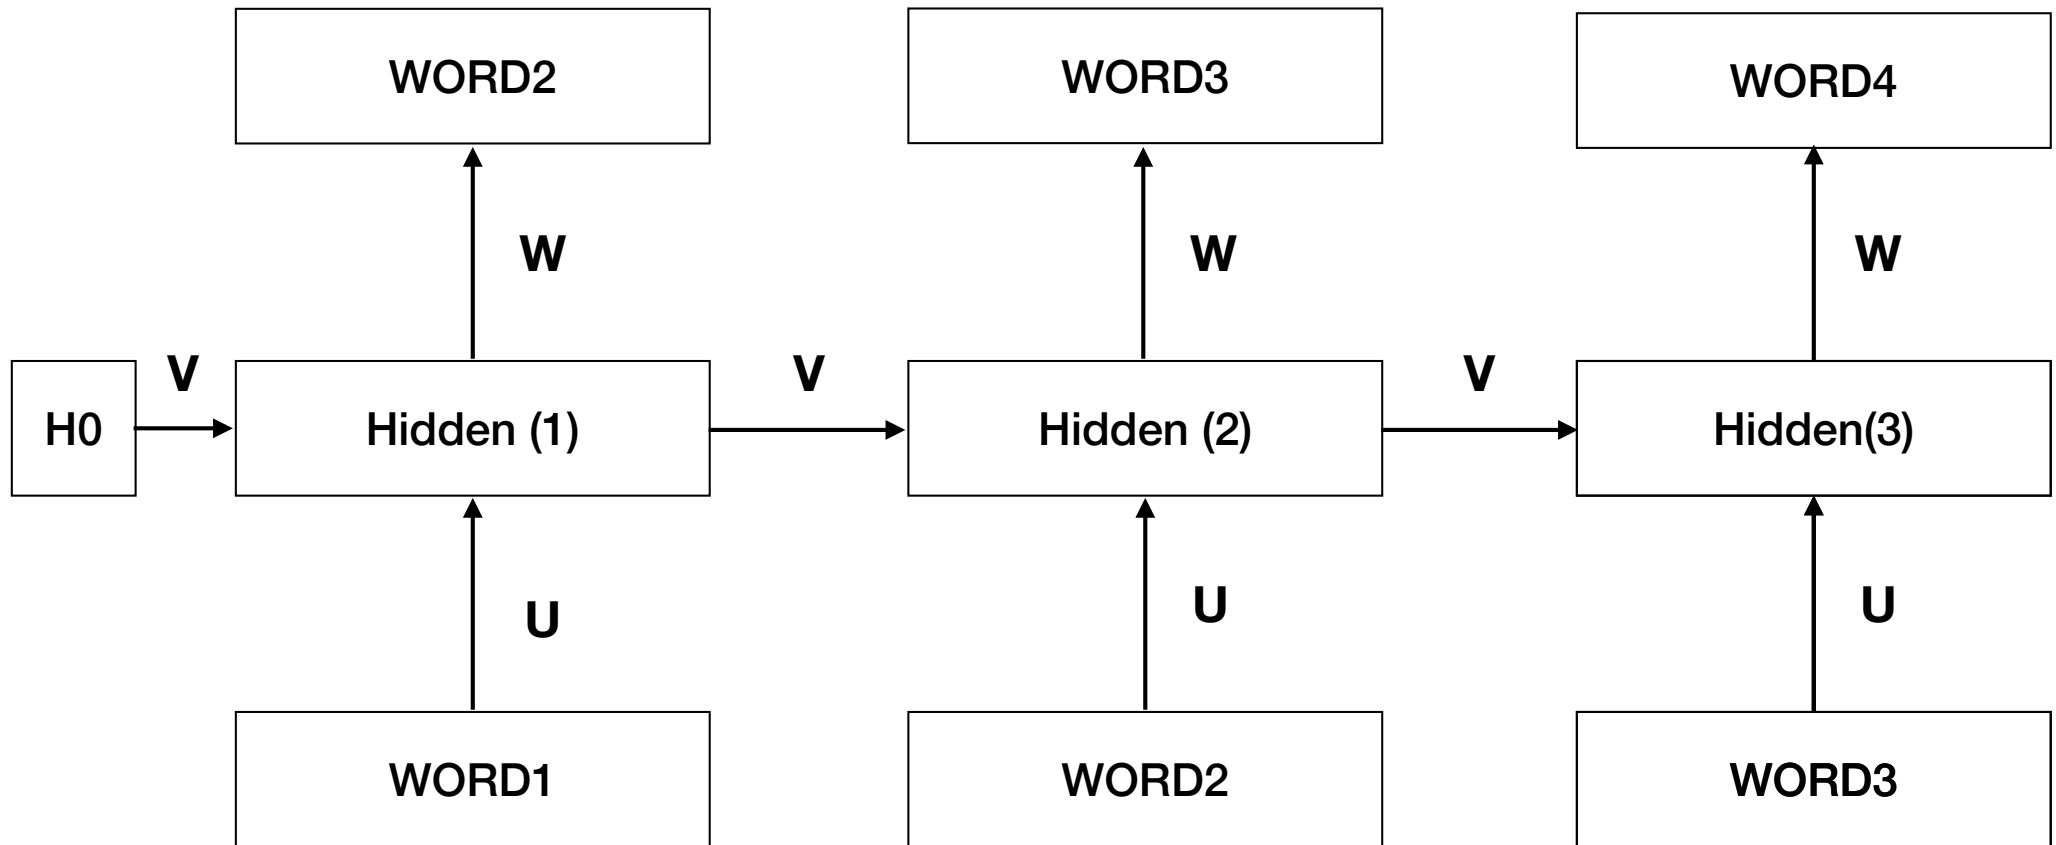 WORD2 WORD3 WORD4
W W W
V V V
H0 Hidden (1) Hidden (2) Hidden(3)
U U U
WORD1 WORD2 WORD3